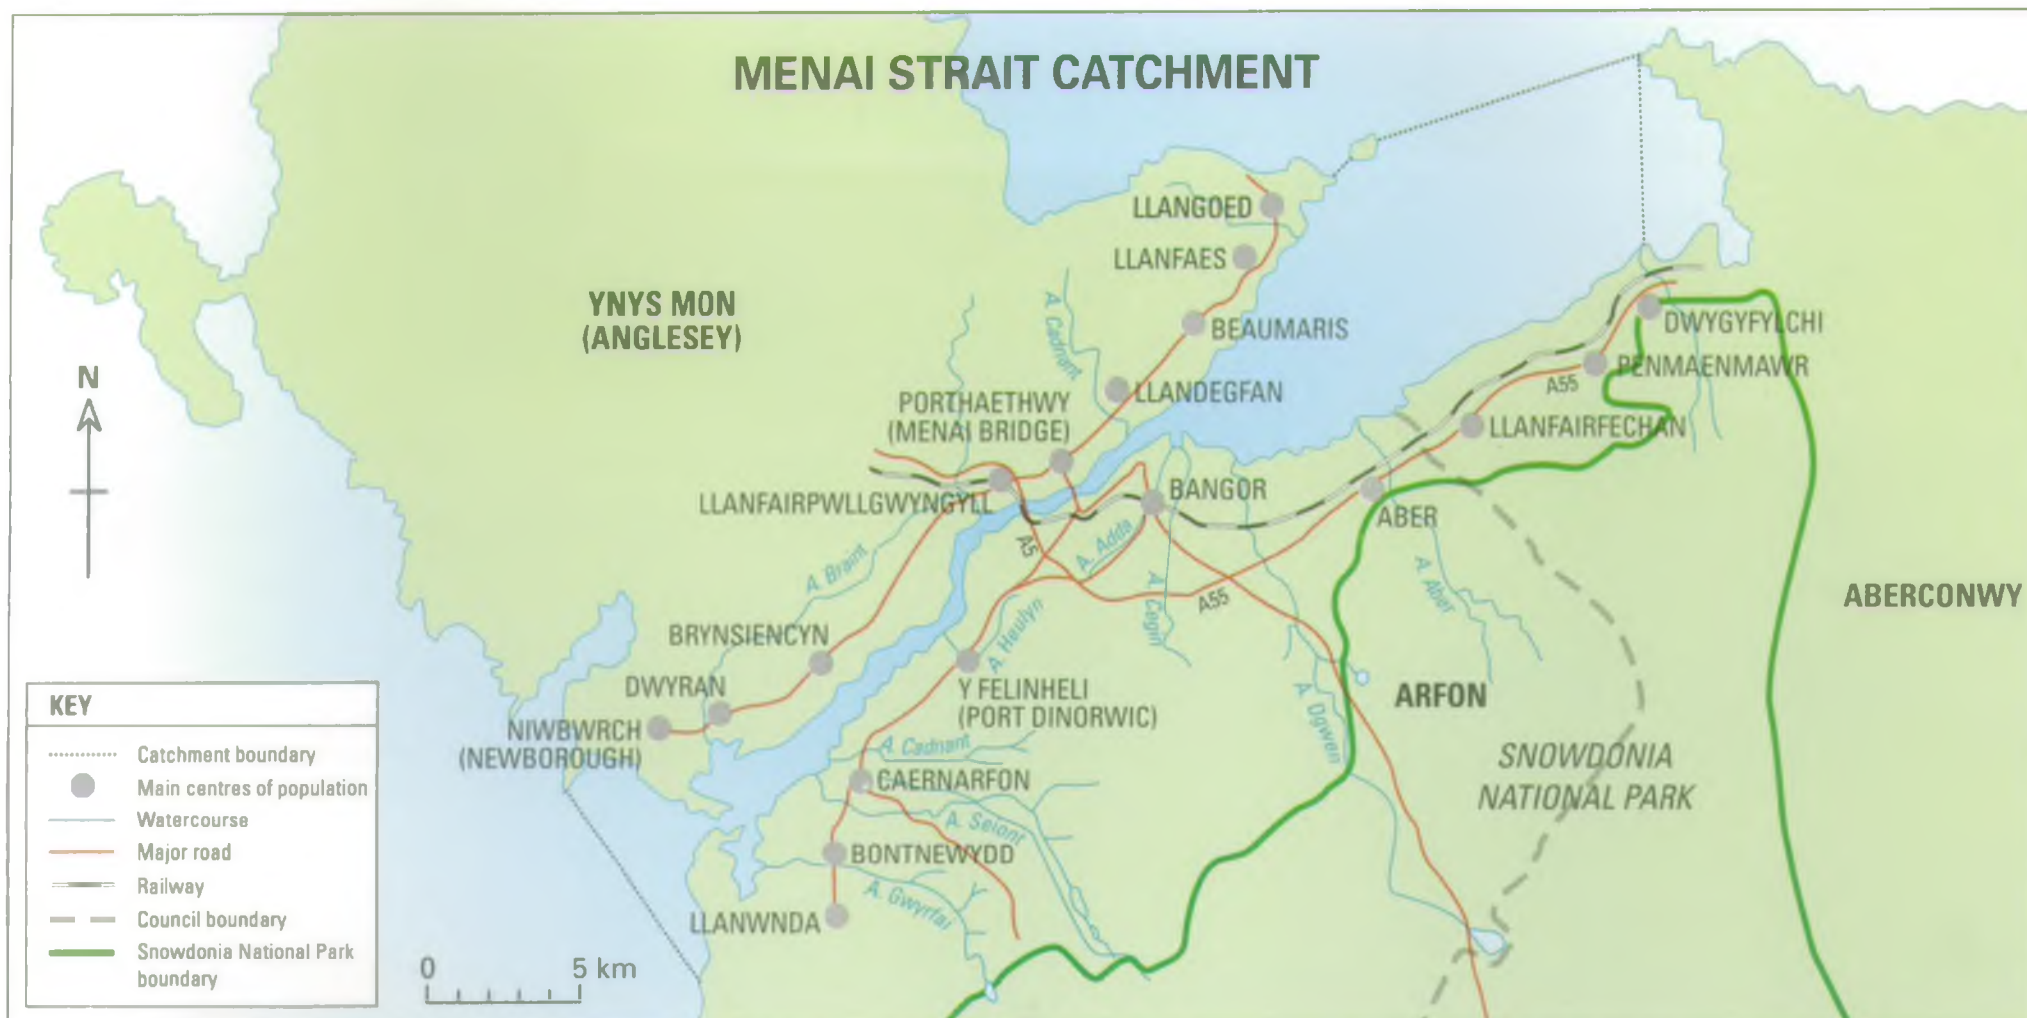 MENAI STRAIT CATCHMENT
LLANGOED
LLANFAES
YNYS MON
(ANGLESEY)
A. Cadnant
BEAUMARIS
DWYGYFYLCHI
PENMAENMAWR
A55
N
LLANDEGFAN
PORTHAETHWY
(MENAI BRIDGE)
LLANFAIRFECHAN
LLANFAIRPWLLGWYNGYLL
BANGOR
ABER
A5
A. Adda
A. Braint
A. Cigin
A55
A. Aber
ABERCONWY
BRYNSIENCYN
A. Heulyn
DWYRAN
Y FELINHELI
(PORT DINORWIC)
A. Ogwen
ARFON
NIWBWRCH
(NEWBOROUGH)
SNOWDONIA
NATIONAL PARK
A. Cadnant
CAERNARFON
A. Seiont
BONTNEWYDD
A. Gwyrfai
LLANWNDA
KEY
Catchment boundary
Main centres of population
Watercourse
Major road
Railway
Council boundary
Snowdonia National Park
boundary
0 5 km